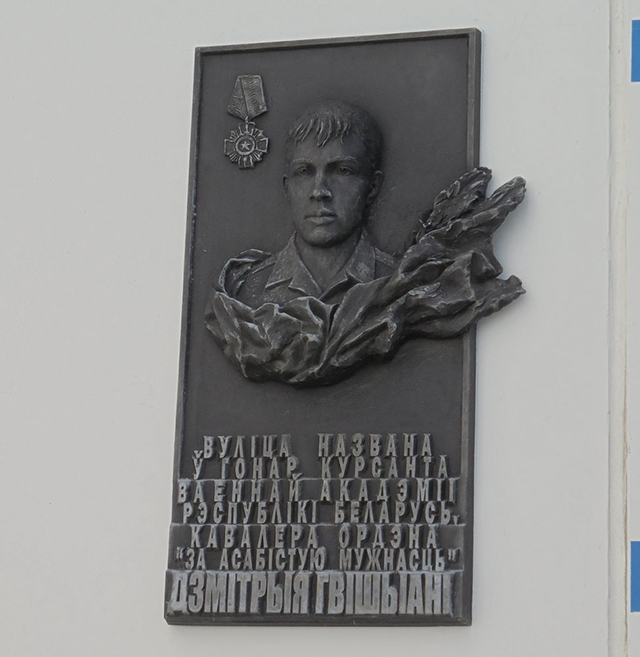 ВУЛІЦА НАЗВАНА
Ў ГОНАР КУРСАНТА
ВАЕННАЙ АКАДЭМІІ
РЭСПУБЛІКІ БЕЛАРУСЬ,
КАВАЛЕРА ОРДЭНА
"ЗА АСАБІСТУЮ МУЖНАСЦЬ"
ДЗМІТРЫЯ ГВІШЫАНІ